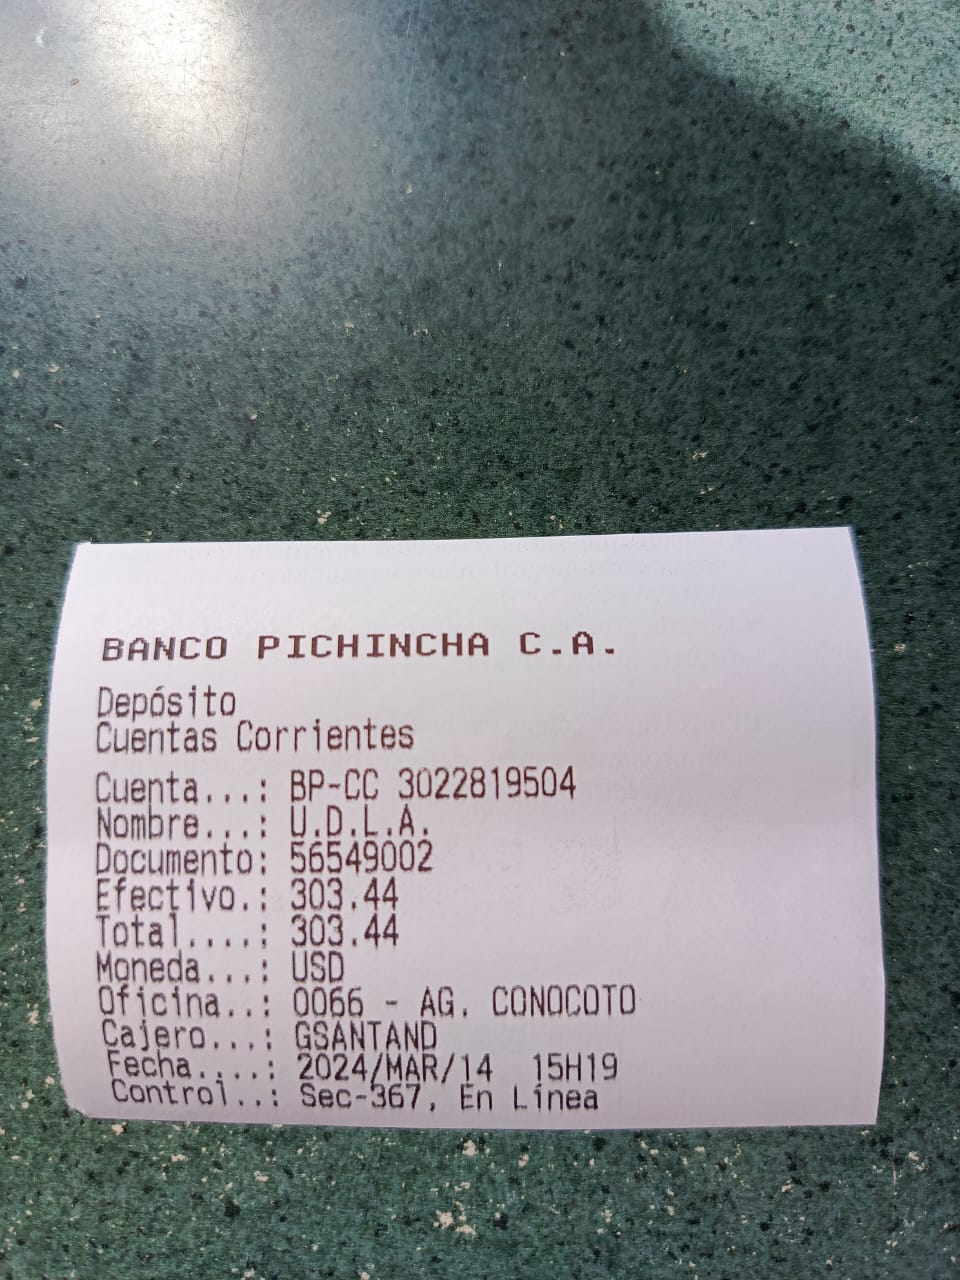 BANCO PICHINCHA C.A.
Depósito
Cuentas Corrientes
Cuenta...: BP-CC 3022819504
Nombre...: U.D.L.A.
Documento: 56549002
Efectivo.: 303.44
Total....: 303.44
Moneda...: USD
Oficina..: 0066 - AG. CONOCOTO
Cajero...: GSANTAND
Fecha....: 2024/MAR/14 15H19
Control..: Sec-367, En Línea